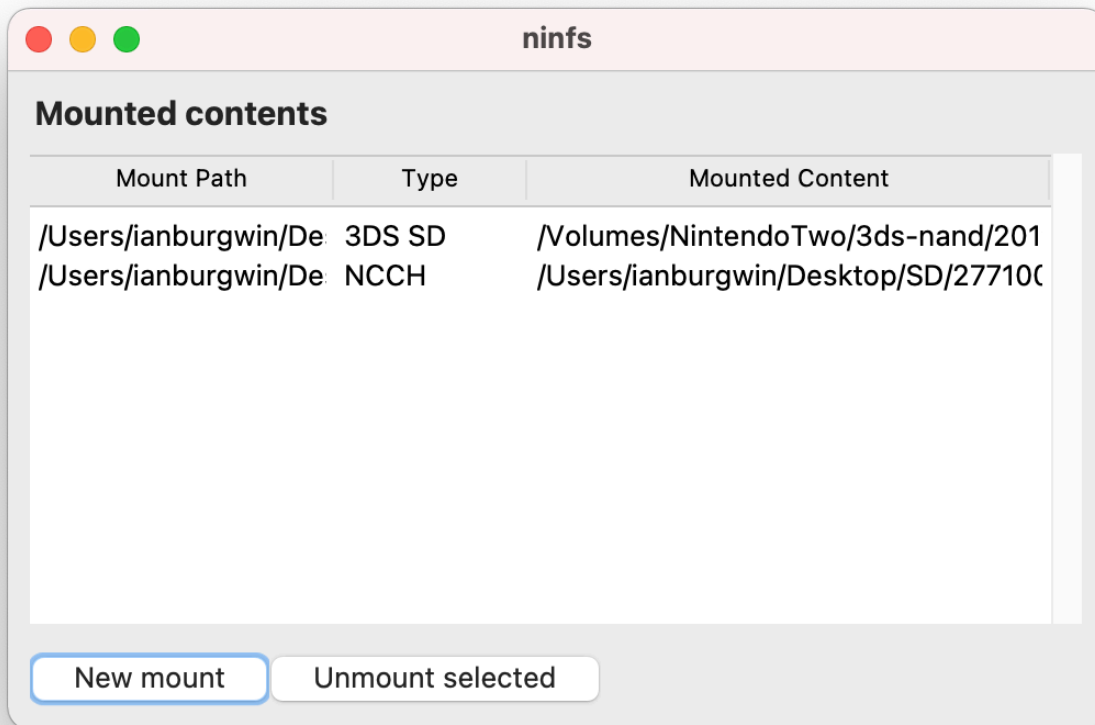 ninfs
Mounted contents
Mount Path Type Mounted Content
/Users/ianburgwin/De 3DS SD /Volumes/NintendoTwo/3ds-nand/201
/Users/ianburgwin/De NCCH /Users/ianburgwin/Desktop/SD/27710
New mount Unmount selected